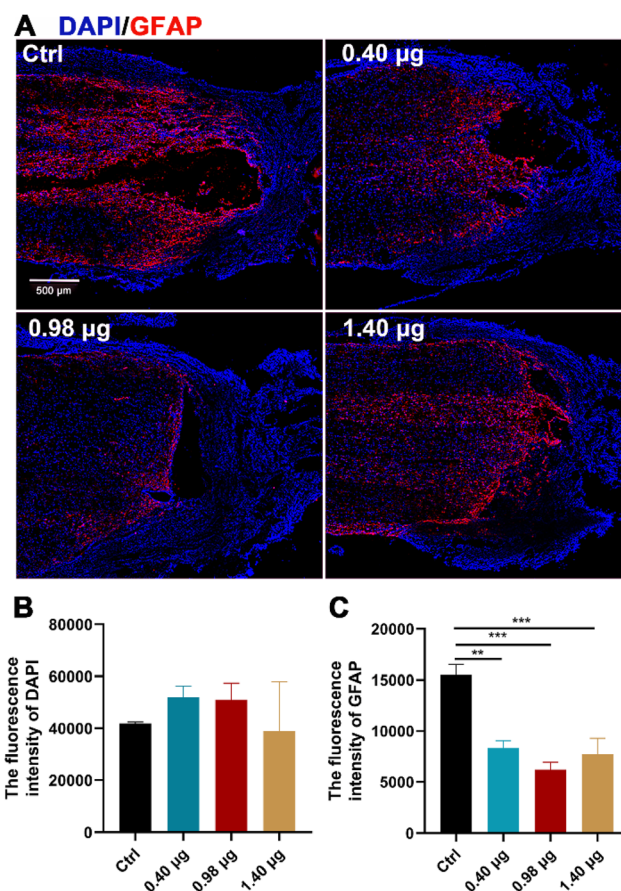 A DAPI/GFAP
Ctrl
0.40 µg
500 µm
0.98 µg
1.40 µg
B
The fluorescence
intensity of DAPI
80000
60000
40000
20000
0
Ctrl
0.40 µg
0.98 µg
1.40 µg
C
The fluorescence
intensity of GFAP
20000
15000
10000
5000
0
***
***
**
Ctrl
0.40 µg
0.98 µg
1.40 µg